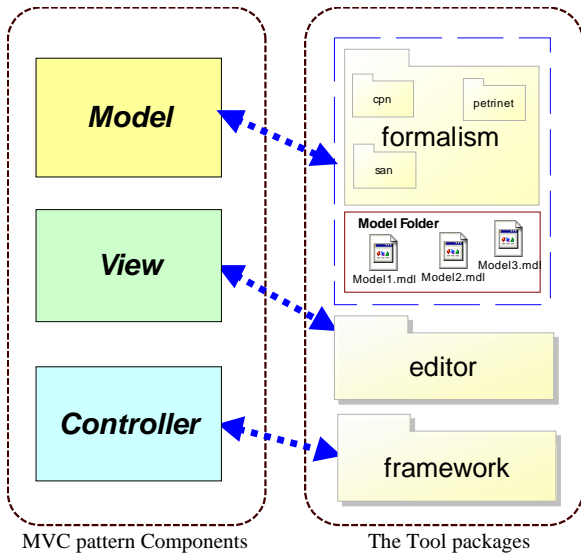 Model
View
Controller
MVC pattern Components
cpn
petrinet
formalism
san
Model Folder
Model1.mdl
Model2.mdl
Model3.mdl
editor
framework
The Tool packages